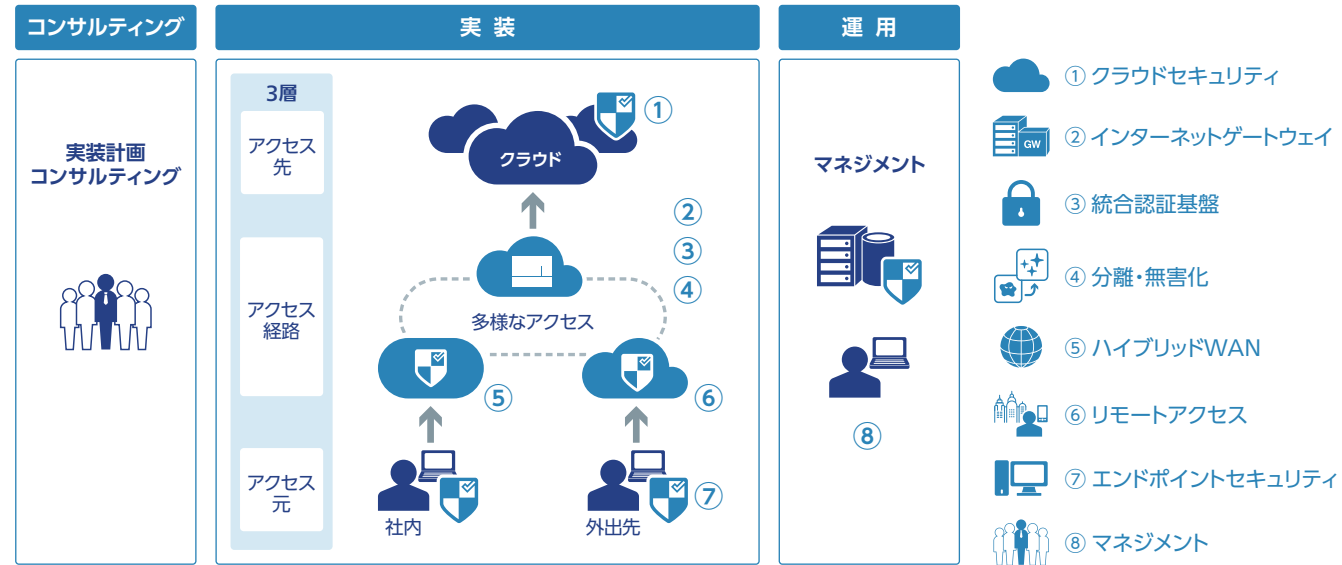 コンサルティング
実装
運用
実装計画
コンサルティング
3層
アクセス
先
アクセス
経路
アクセス
元
クラウド
①
②
③
④
多様なアクセス
⑤
⑥
⑦
社内
外出先
マネジメント
⑧
① クラウドセキュリティ
GW
② インターネットゲートウェイ
③ 統合認証基盤
④ 分離・無害化
⑤ ハイブリッドWAN
⑥ リモートアクセス
⑦ エンドポイントセキュリティ
⑧ マネジメント